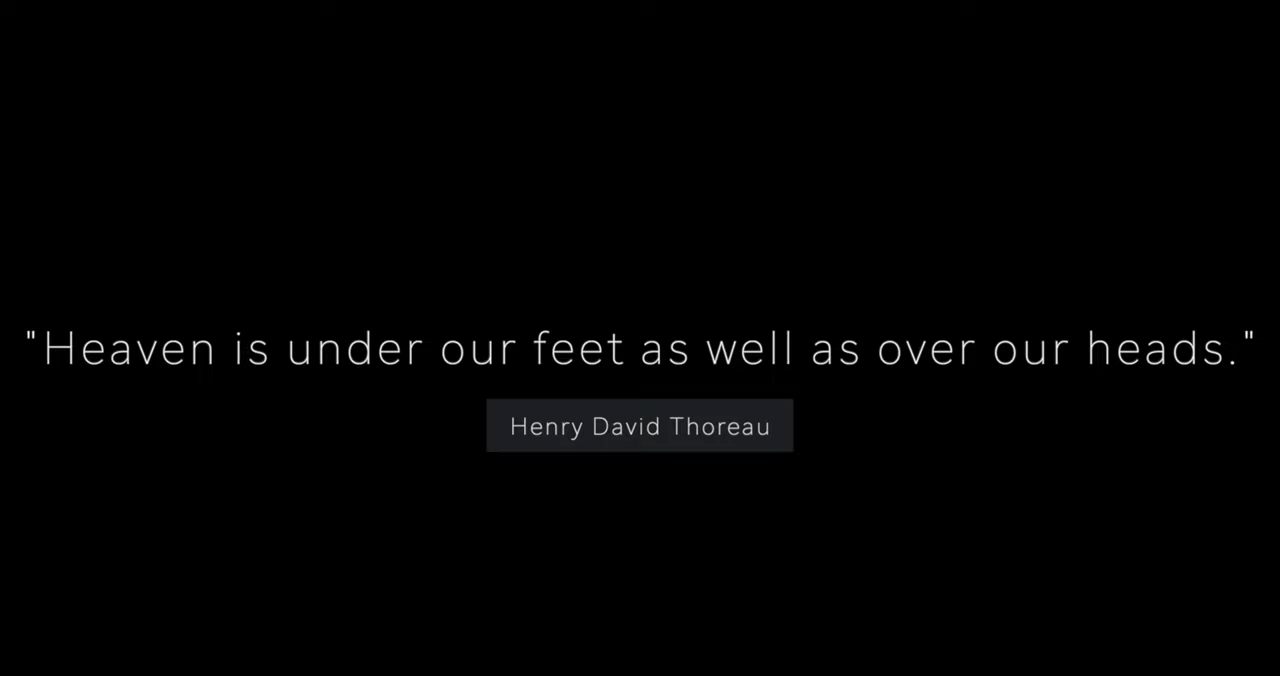 "Heaven is under our feet as well as over our heads."
Henry David Thoreau